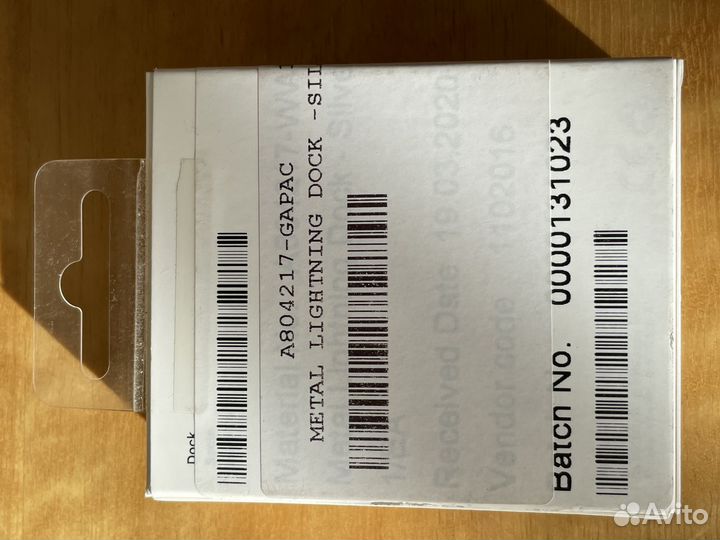 Dock
A804217-GAPAC
METAL LIGHTNING DOCK -SIL
Received Date 19.03.2020
Vendor code 1102016
Batch No. 0000131023
Avito